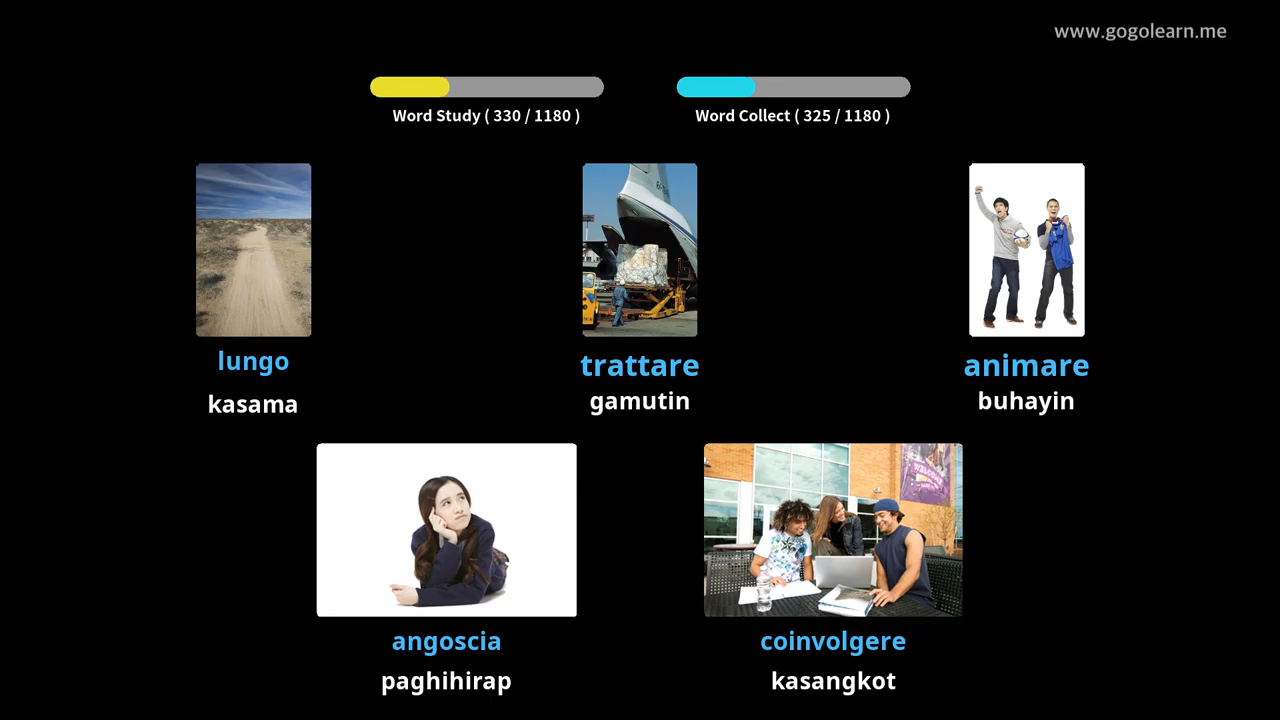 www.gogolearn.me
Word Study ( 330 / 1180 )
Word Collect ( 325 / 1180 )
lungo
kasama
trattare
gamutin
animare
buhayin
WELCOME
angoscia
paghihirap
coinvolgere
kasangkot